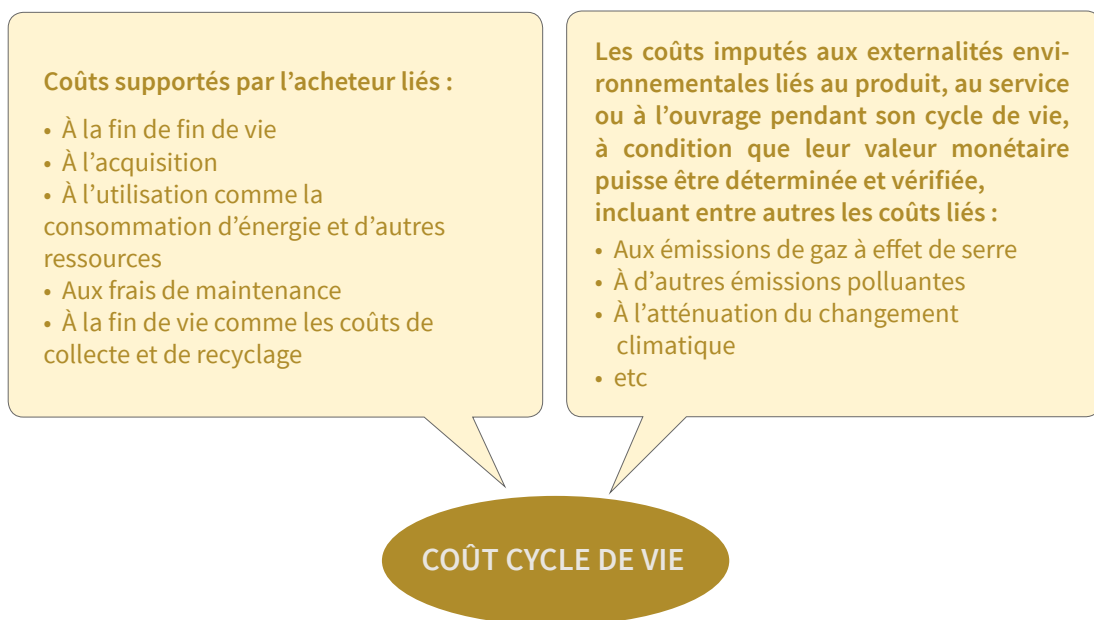 Coûts supportés par l'acheteur liés :
• À la fin de fin de vie
• À l'acquisition
• À l'utilisation comme la
consommation d'énergie et d'autres
ressources
• Aux frais de maintenance
• À la fin de vie comme les coûts de
collecte et de recyclage
Les coûts imputés aux externalités envi-
ronnementales liés au produit, au service
ou à l'ouvrage pendant son cycle de vie,
à condition que leur valeur monétaire
puisse être déterminée et vérifiée,
incluant entre autres les coûts liés :
• Aux émissions de gaz à effet de serre
• À d'autres émissions polluantes
• À l'atténuation du changement
climatique
• etc
COÛT CYCLE DE VIE